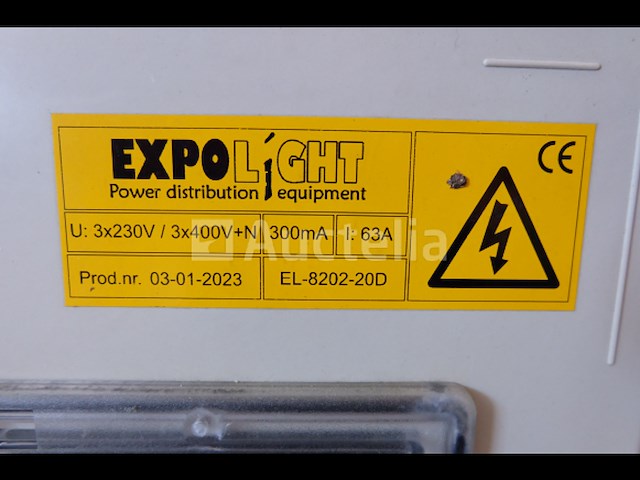 EXPOLiGHT
Power distribution equipment
CE
U: 3x230V / 3x400V+N 300mA I: 63A
Auctelia
Prod.nr. 03-01-2023 EL-8202-20D